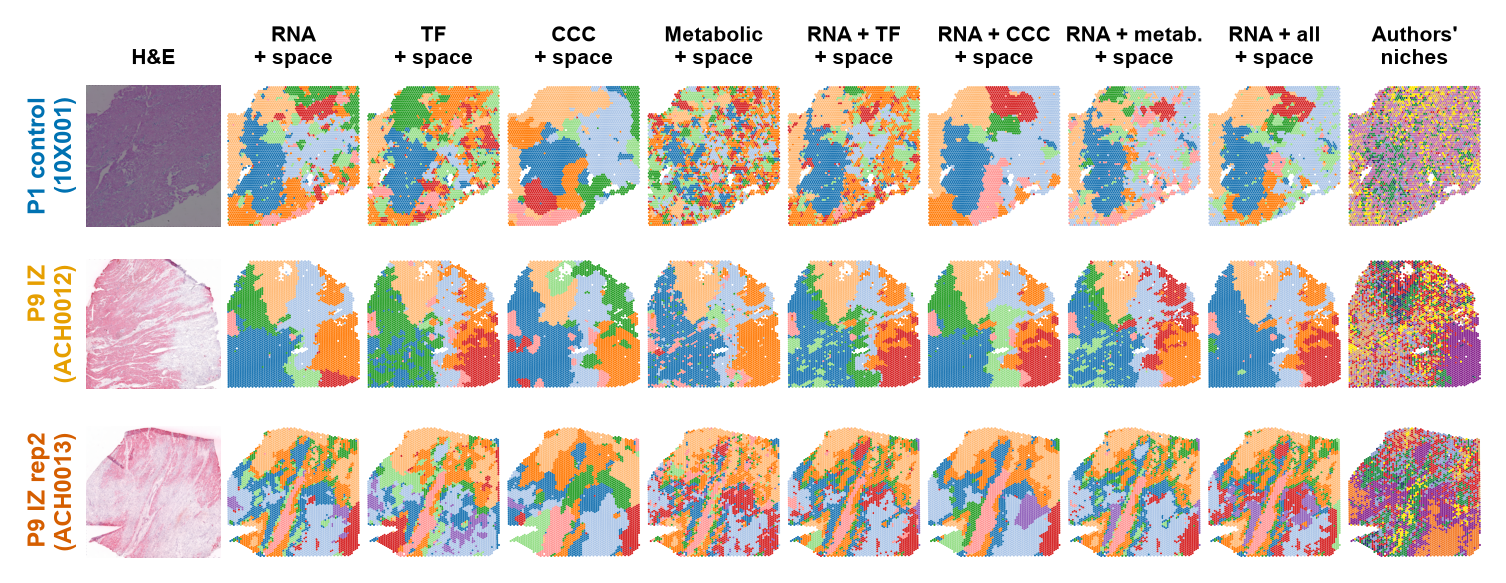 H&E
RNA
+ space
TF
+ space
CCC
+ space
Metabolic
+ space
RNA + TF
+ space
RNA + CCC
+ space
RNA + metab.
+ space
RNA + all
+ space
Authors'
niches
P1 control
(10X001)
P9 IZ
(ACH0012)
P9 IZ rep2
(ACH0013)